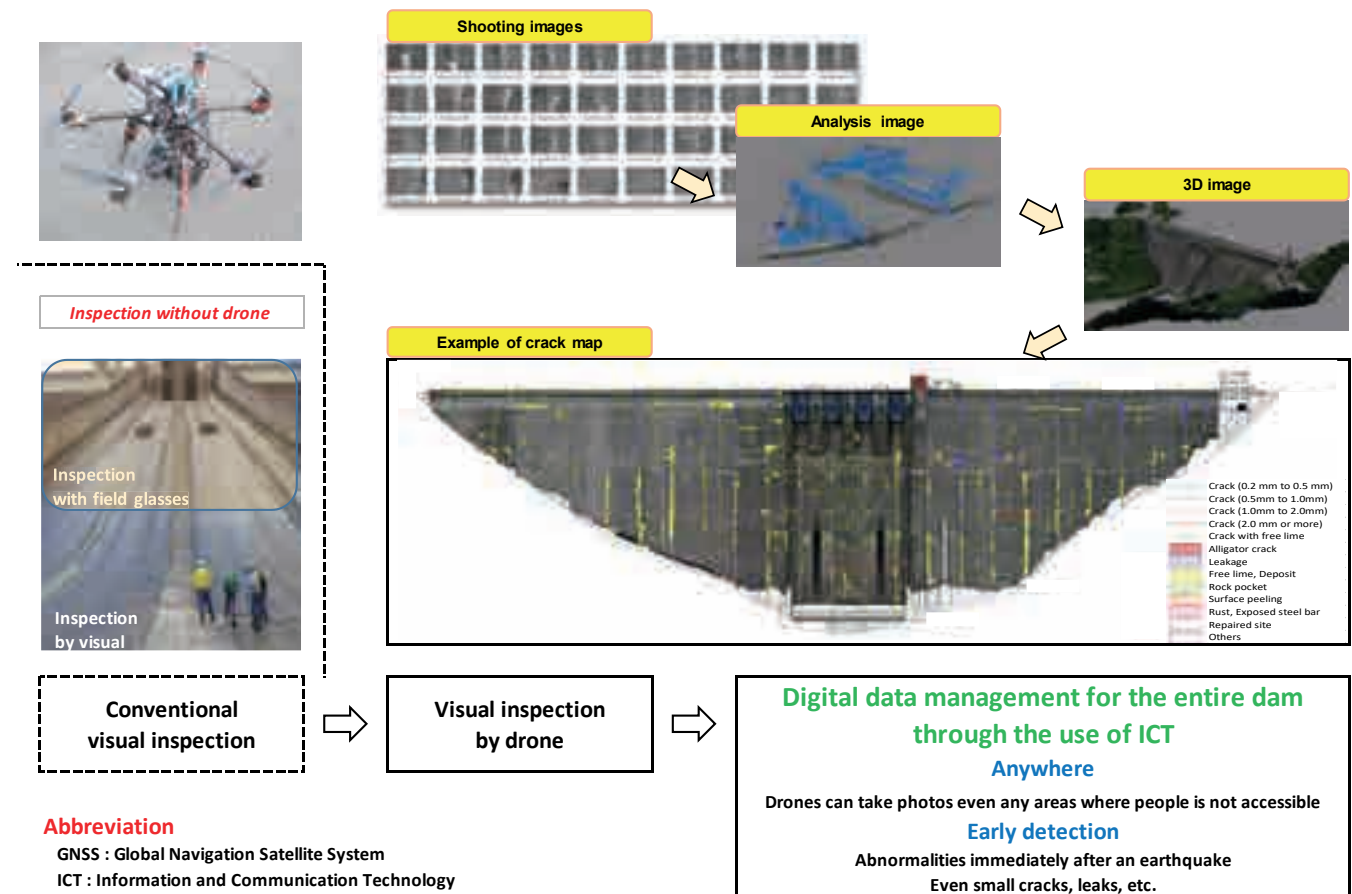 Shooting images
Analysis image
3D image
Inspection without drone
Inspection
with field glasses
Inspection
by visual
Example of crack map
Crack (0.2 mm to 0.5 mm)
Crack (0.5mm to 1.0mm)
Crack (1.0mm to 2.0mm)
Crack (2.0 mm or more)
Crack with free lime
Alligator crack
Leakage
Free lime, Deposit
Rock pocket
Surface peeling
Rust, Exposed steel bar
Repaired site
Others
Conventional
visual inspection
Visual inspection
by drone
Digital data management for the entire dam
through the use of ICT
Anywhere
Drones can take photos even any areas where people is not accessible
Early detection
Abnormalities immediately after an earthquake
Even small cracks, leaks, etc.
Abbreviation
GNSS : Global Navigation Satellite System
ICT : Information and Communication Technology